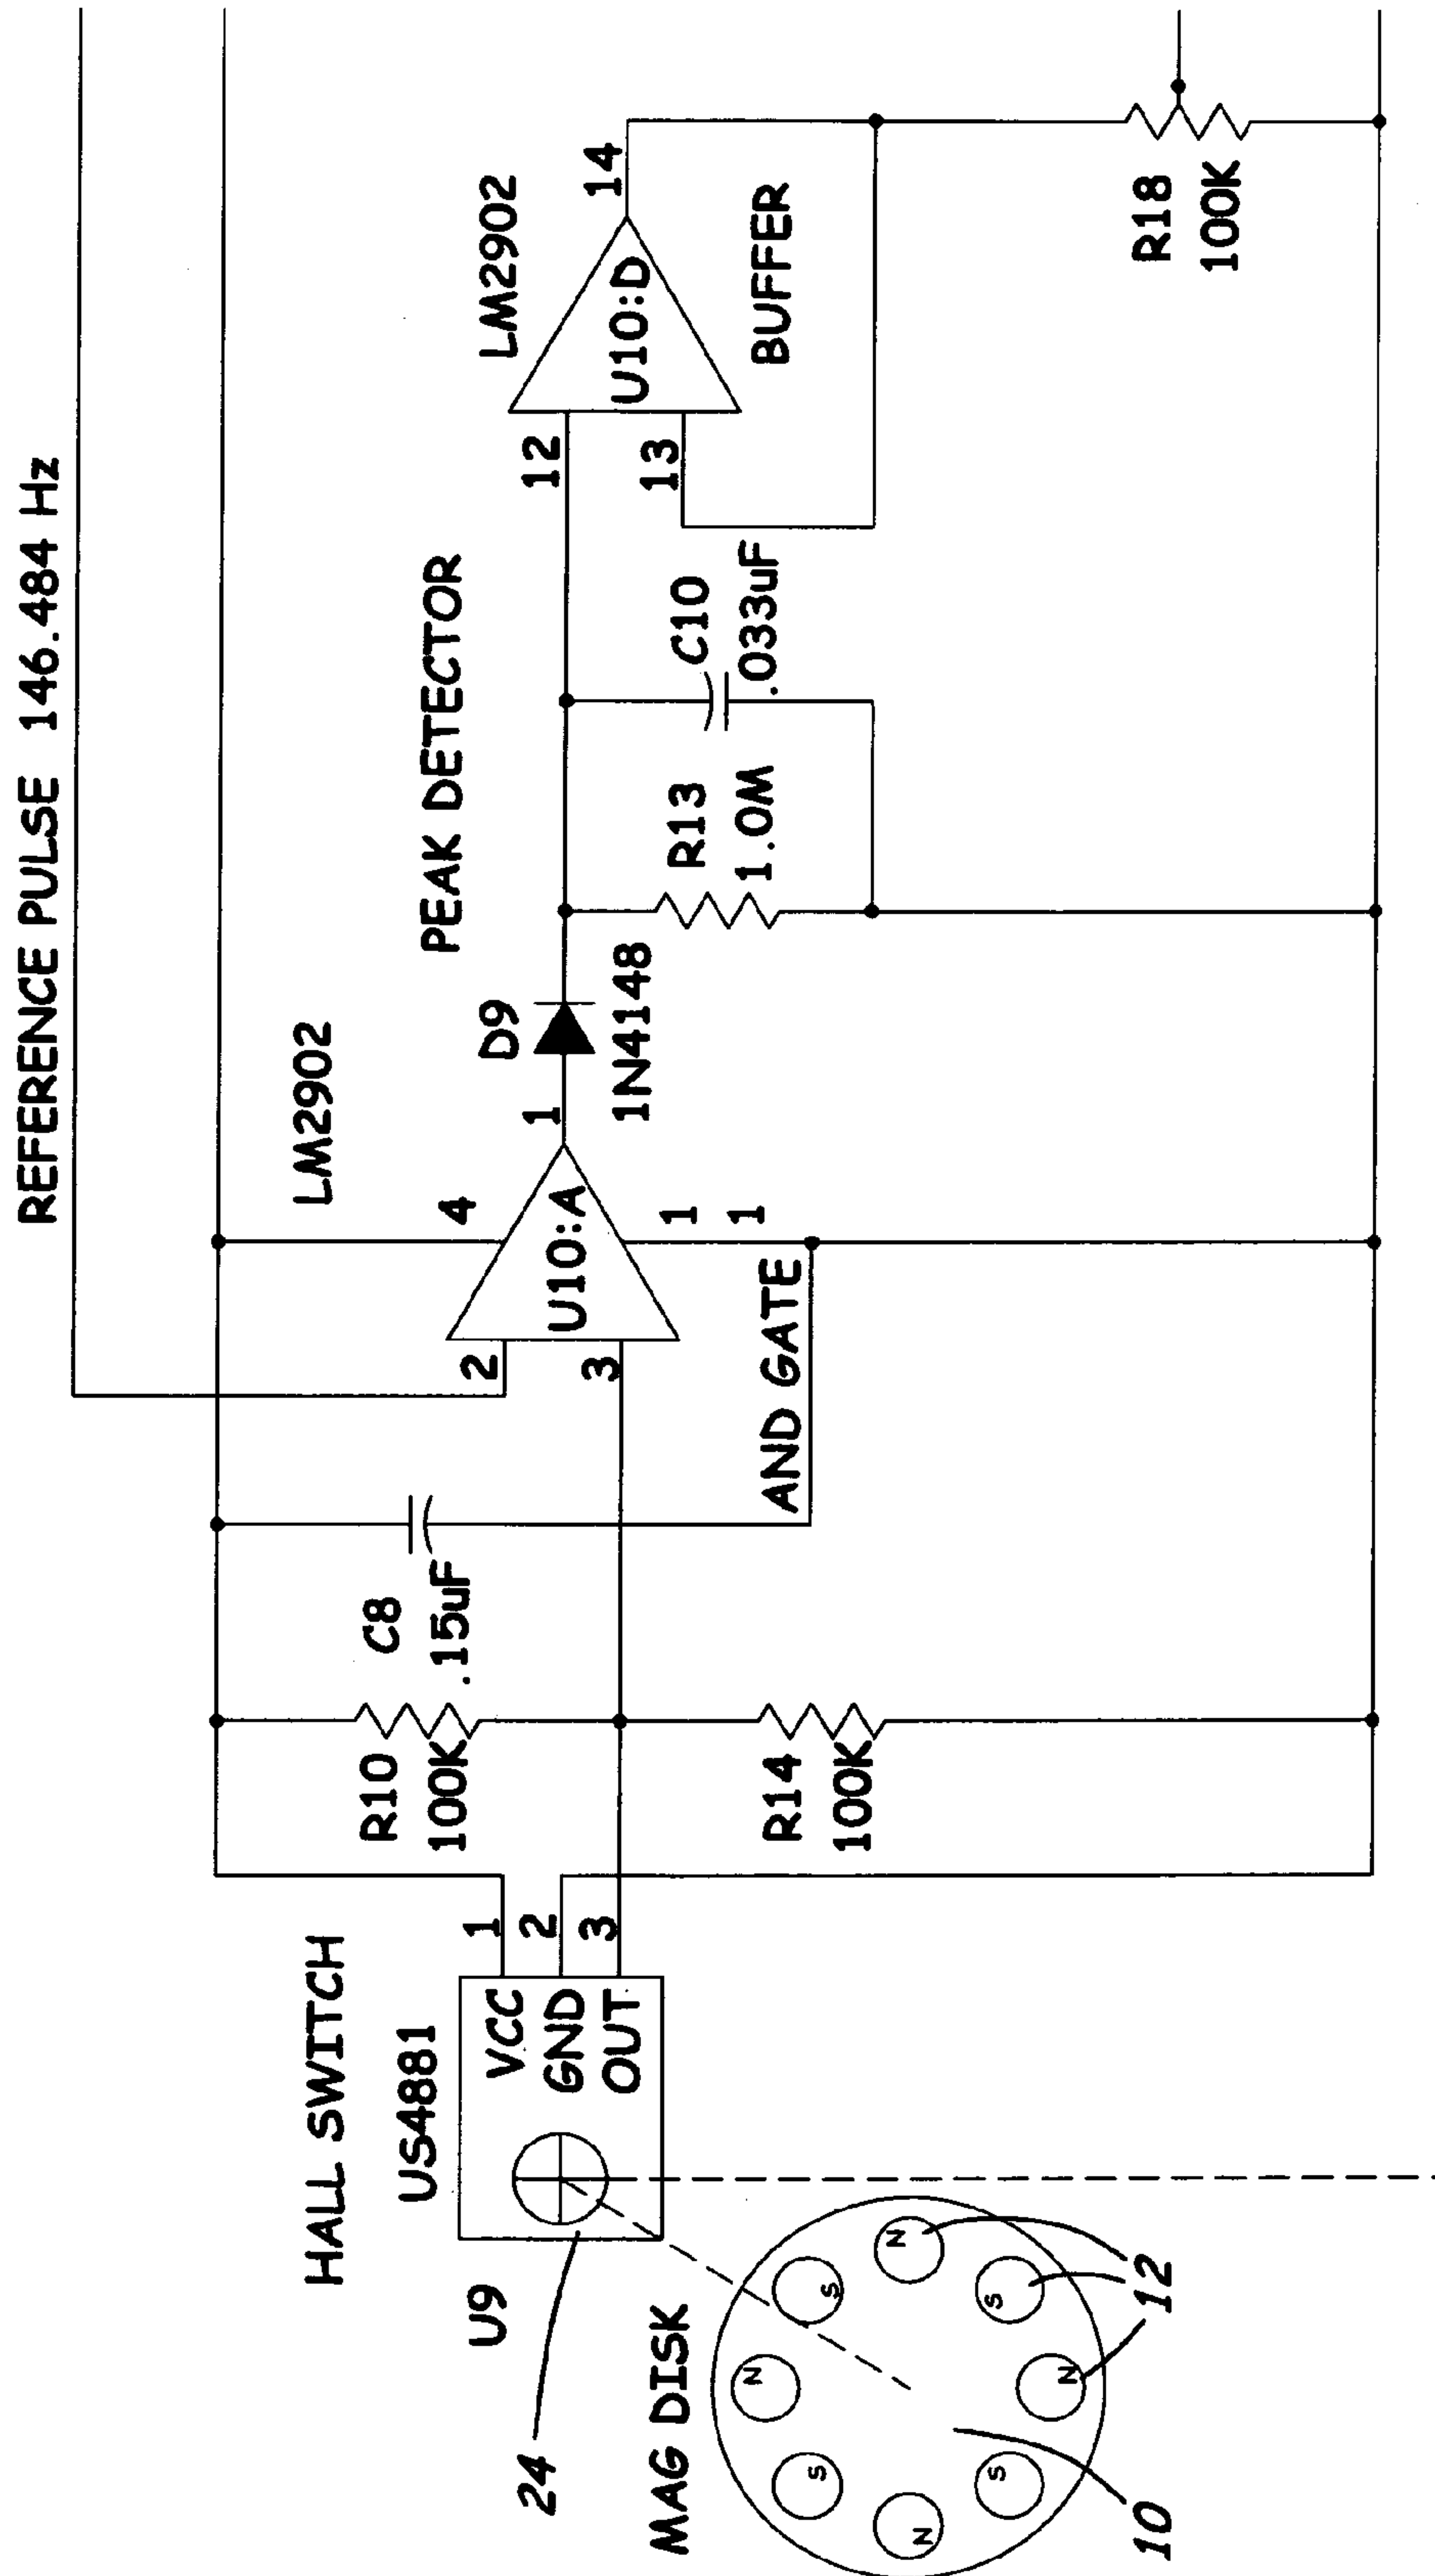 REFERENCE PULSE 146.484 Hz
HALL SWITCH
US4881
U9
24
VCC
GND
OUT
1
2
3
MAG DISK
N
S
N
S
N
S
N
S
12
10
R10
100K
R14
100K
C8
.15uF
AND GATE
LM2902
2
3
4
U10:A
1
1
1
D9
1N4148
PEAK DETECTOR
R13
1.0M
C10
.033uF
LM2902
12
13
U10:D
14
BUFFER
R18
100K